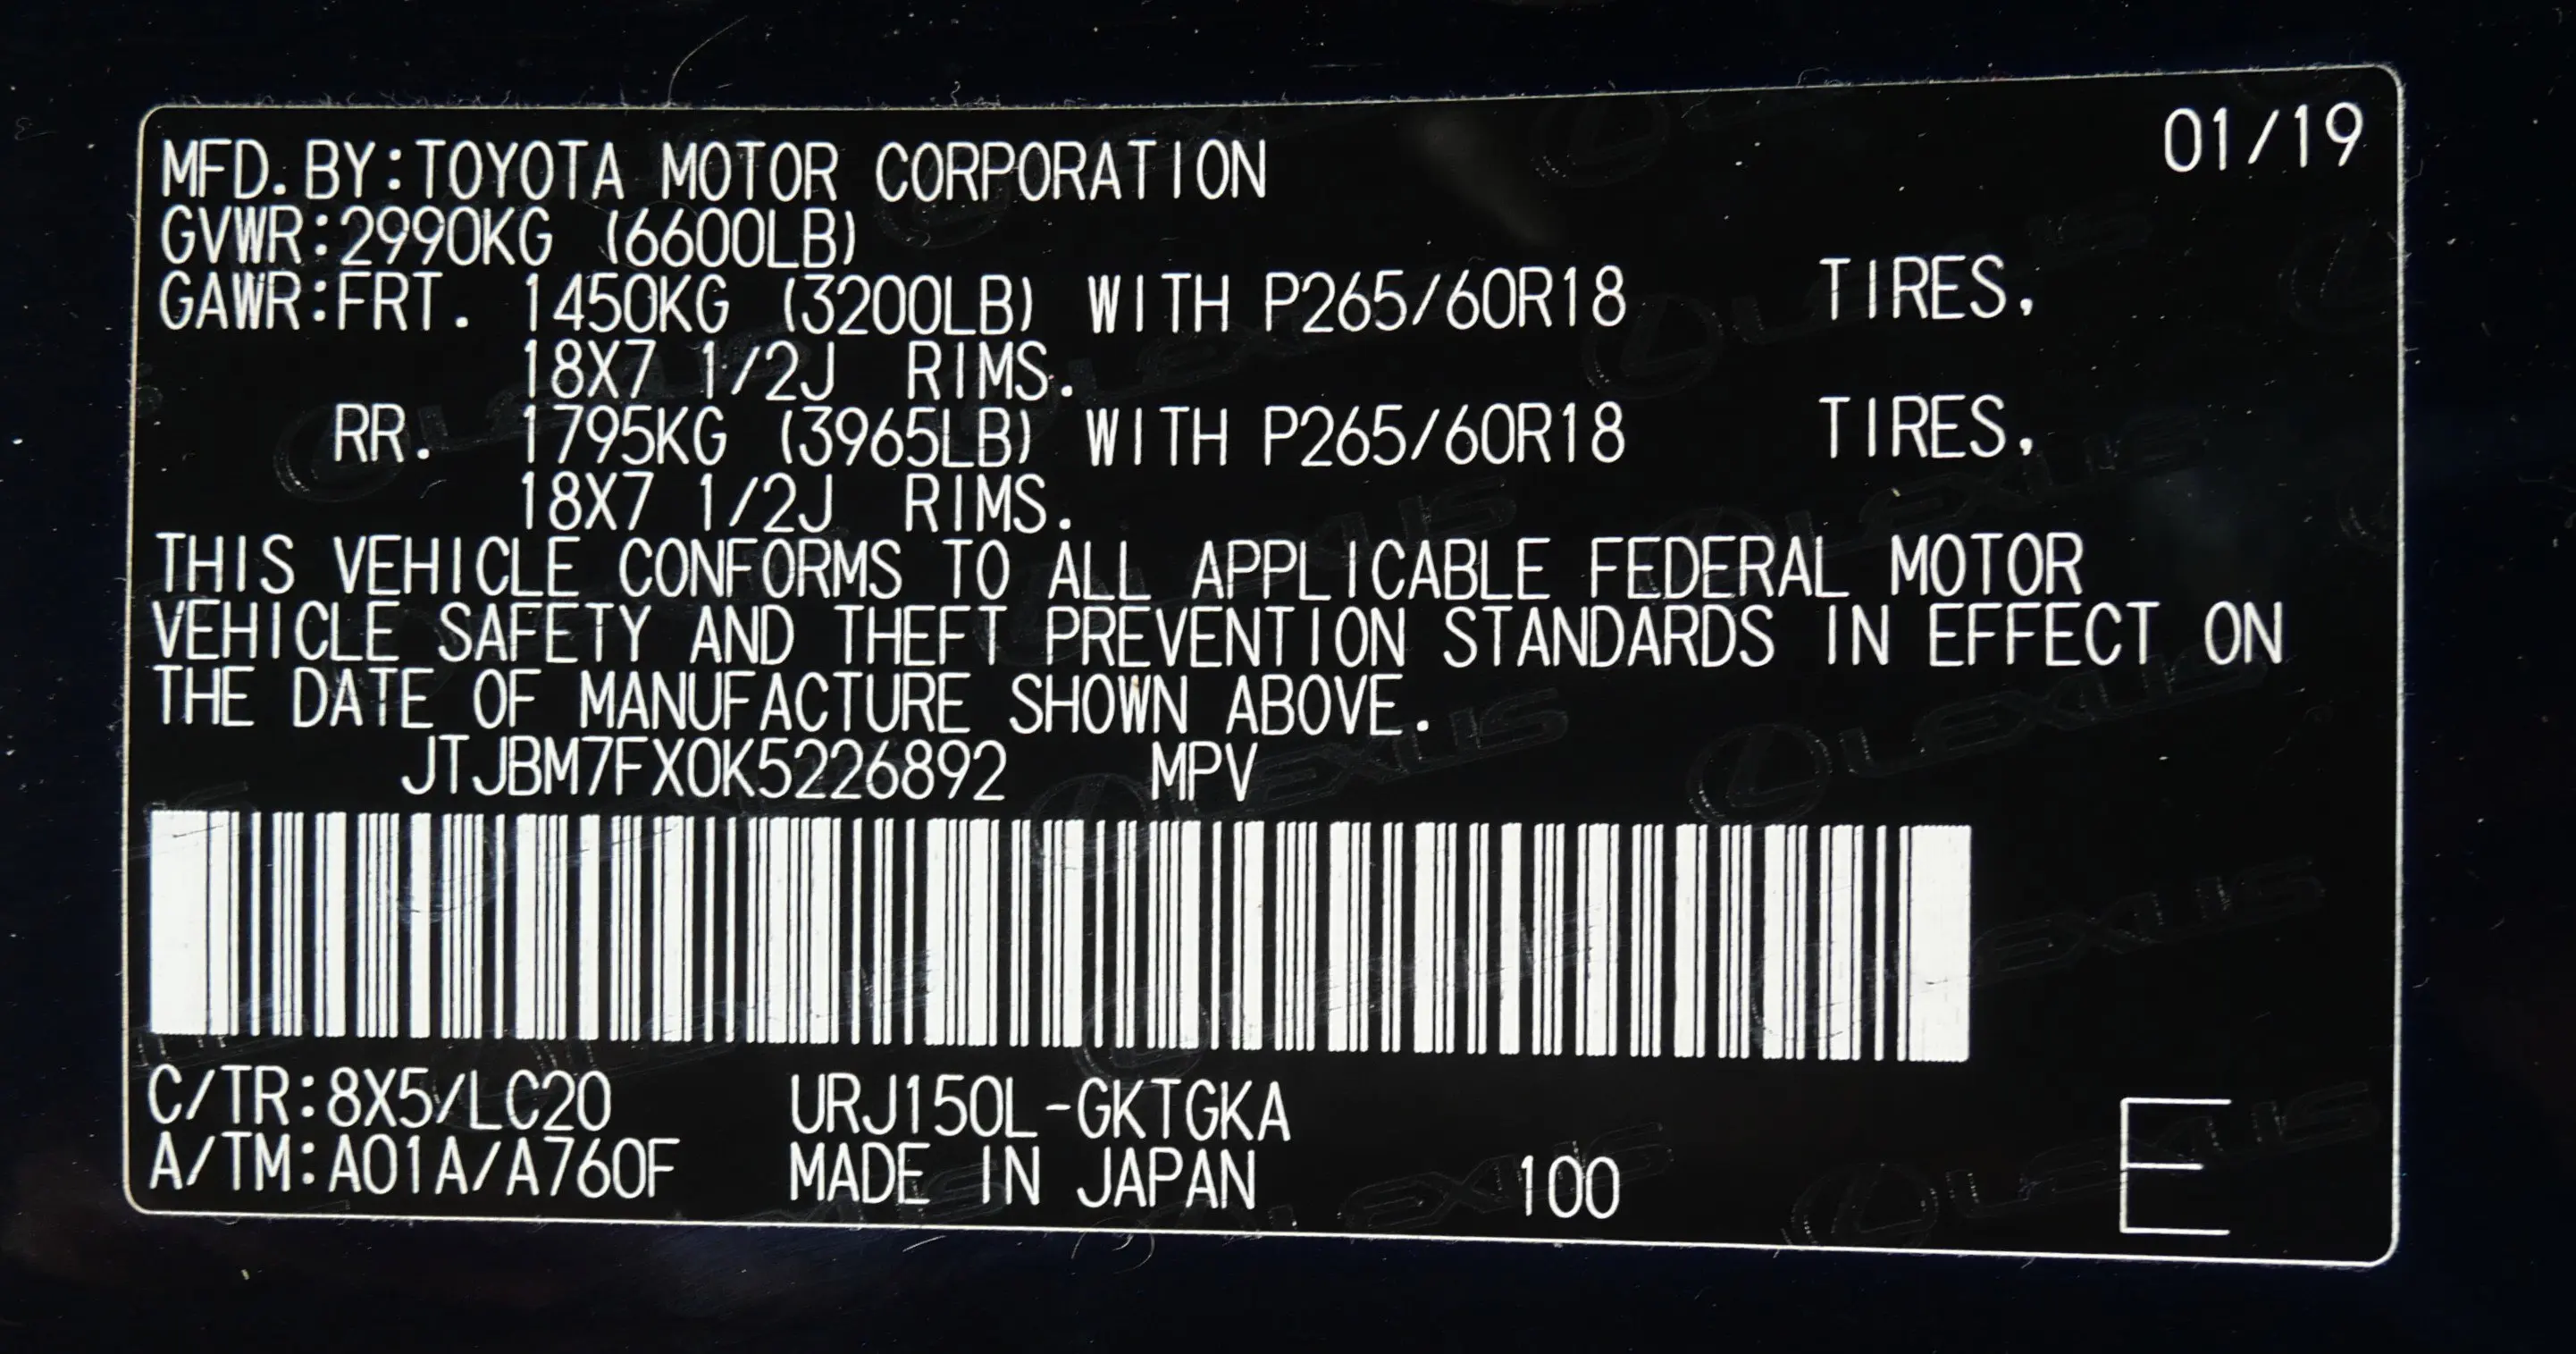 01/19
MFD.BY:TOYOTA MOTOR CORPORATION
GVWR:2990KG (6600LB)
GAWR:FRT. 1450KG (3200LB) WITH P265/60R18 TIRES,
18X7 1/2J RIMS.
RR. 1795KG (3965LB) WITH P265/60R18 TIRES,
18X7 1/2J RIMS.
THIS VEHICLE CONFORMS TO ALL APPLICABLE FEDERAL MOTOR
VEHICLE SAFETY AND THEFT PREVENTION STANDARDS IN EFFECT ON
THE DATE OF MANUFACTURE SHOWN ABOVE.
JTJBM7FX0K5226892 MPV
C/TR:8X5/LC20 URJ150L-GKTGKA
A/TM:A01A/A760F MADE IN JAPAN 100 E